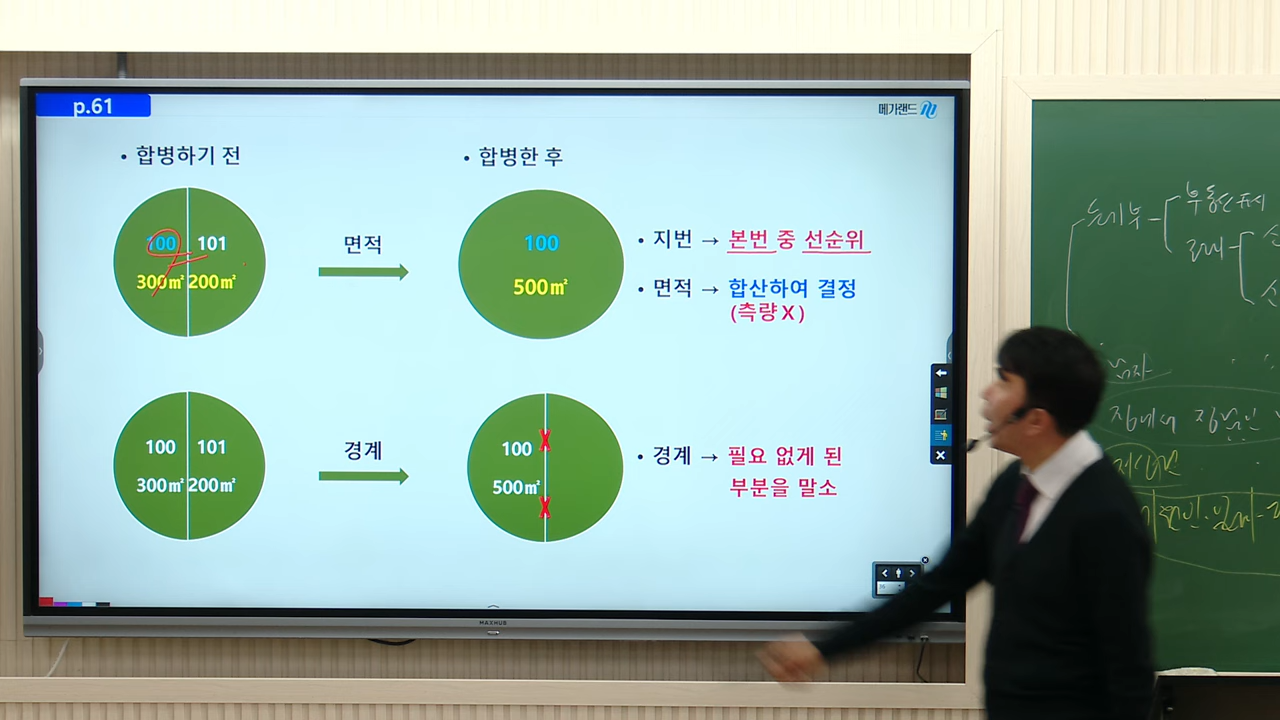 p.61
메가랜드
• 합병하기 전
• 합병한 후
100 101
300㎡ 200㎡
면적
100
500㎡
• 지번 → 본번 중 선순위
• 면적 → 합산하여 결정
(측량X)
100 101
300㎡ 200㎡
경계
100
500㎡
X
X
• 경계 → 필요 없게 된
부분을 말소
MAXHUB